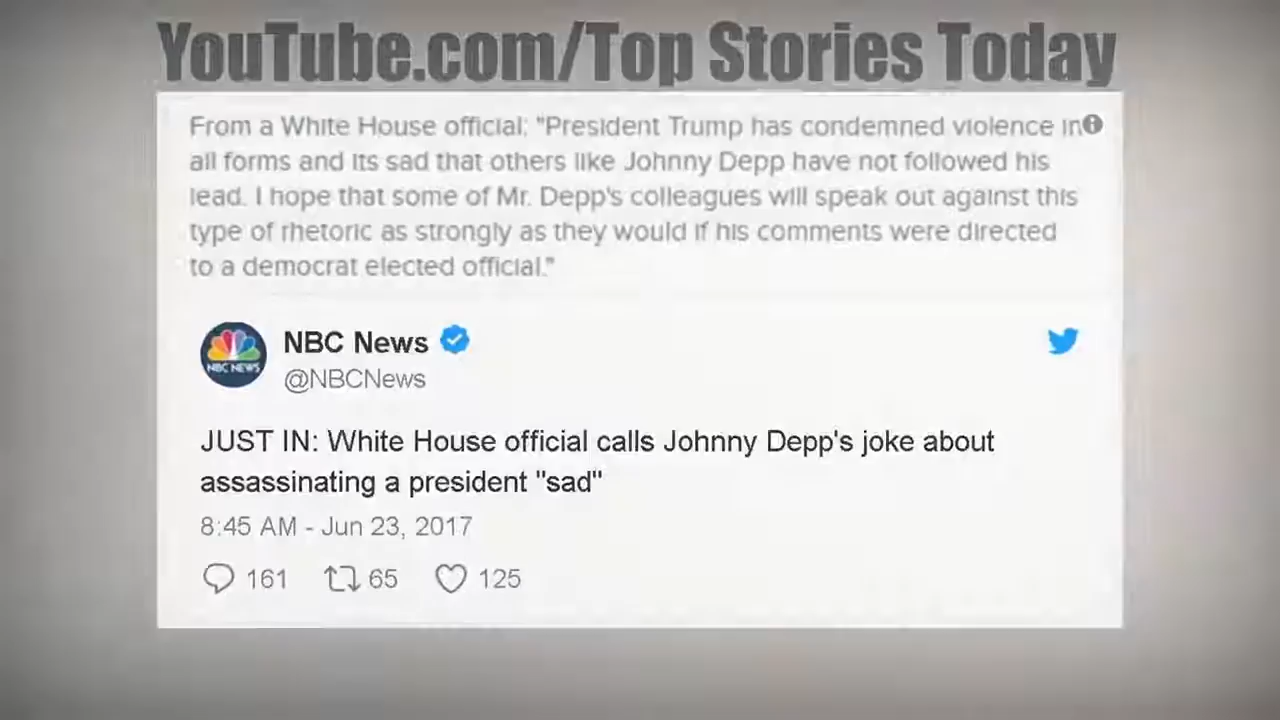 YouTube.com/Top Stories Today
From a White House official: "President Trump has condemned violence in
all forms and its sad that others like Johnny Depp have not followed his
lead. I hope that some of Mr. Depp's colleagues will speak out against this
type of rhetoric as strongly as they would if his comments were directed
to a democrat elected official."
NBC NEWS
NBC News
@NBCNews
JUST IN: White House official calls Johnny Depp's joke about
assassinating a president "sad"
8:45 AM - Jun 23, 2017
161 65 125